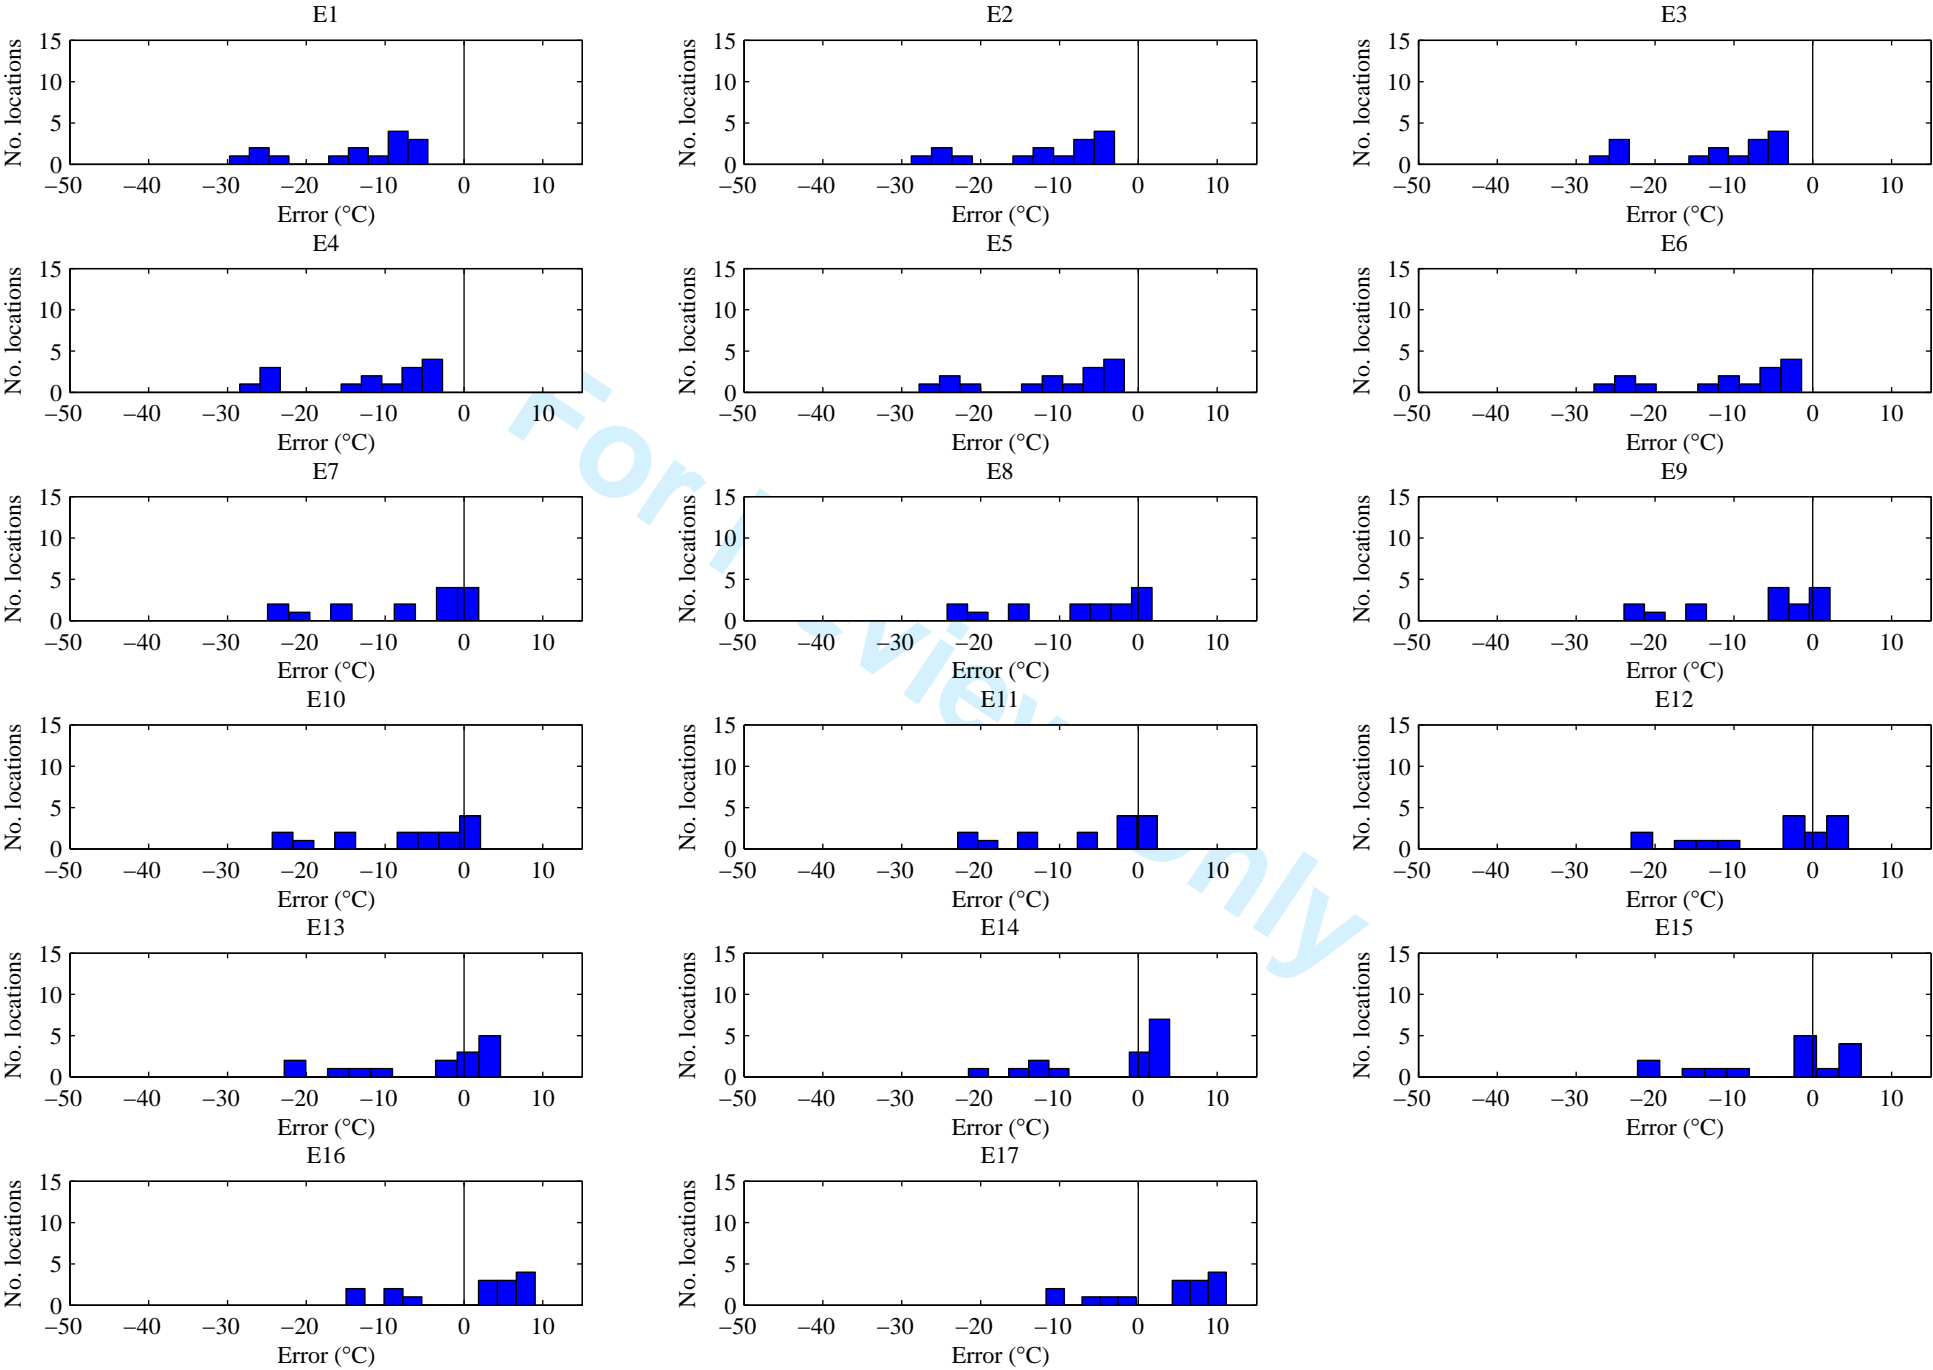 E1 E2 E3
15 15 15
No. locations No. locations No. locations
10 10 10
5 5 5
0 0 0
−50 −40 −30 −20 −10 0 10 −50 −40 −30 −20 −10 0 10 −50 −40 −30 −20 −10 0 10
Error (°C) Error (°C) Error (°C)
E4 E5 E6
15 15 15
No. locations No. locations No. locations
10 10 10
5 5 5
0 0 0
−50 −40 −30 −20 −10 0 10 −50 −40 −30 −20 −10 0 10 −50 −40 −30 −20 −10 0 10
Error (°C) Error (°C) Error (°C)
E7 E8 E9
15 15 15
No. locations No. locations No. locations
10 10 10
5 5 5
0 0 0
−50 −40 −30 −20 −10 0 10 −50 −40 −30 −20 −10 0 10 −50 −40 −30 −20 −10 0 10
Error (°C) Error (°C) Error (°C)
E10 E11 E12
15 15 15
No. locations No. locations No. locations
10 10 10
5 5 5
0 0 0
−50 −40 −30 −20 −10 0 10 −50 −40 −30 −20 −10 0 10 −50 −40 −30 −20 −10 0 10
Error (°C) Error (°C) Error (°C)
E13 E14 E15
15 15 15
No. locations No. locations No. locations
10 10 10
5 5 5
0 0 0
−50 −40 −30 −20 −10 0 10 −50 −40 −30 −20 −10 0 10 −50 −40 −30 −20 −10 0 10
Error (°C) Error (°C) Error (°C)
E16 E17
15 15
No. locations No. locations
10 10
5 5
0 0
−50 −40 −30 −20 −10 0 10 −50 −40 −30 −20 −10 0 10
Error (°C) Error (°C)
For Review Only